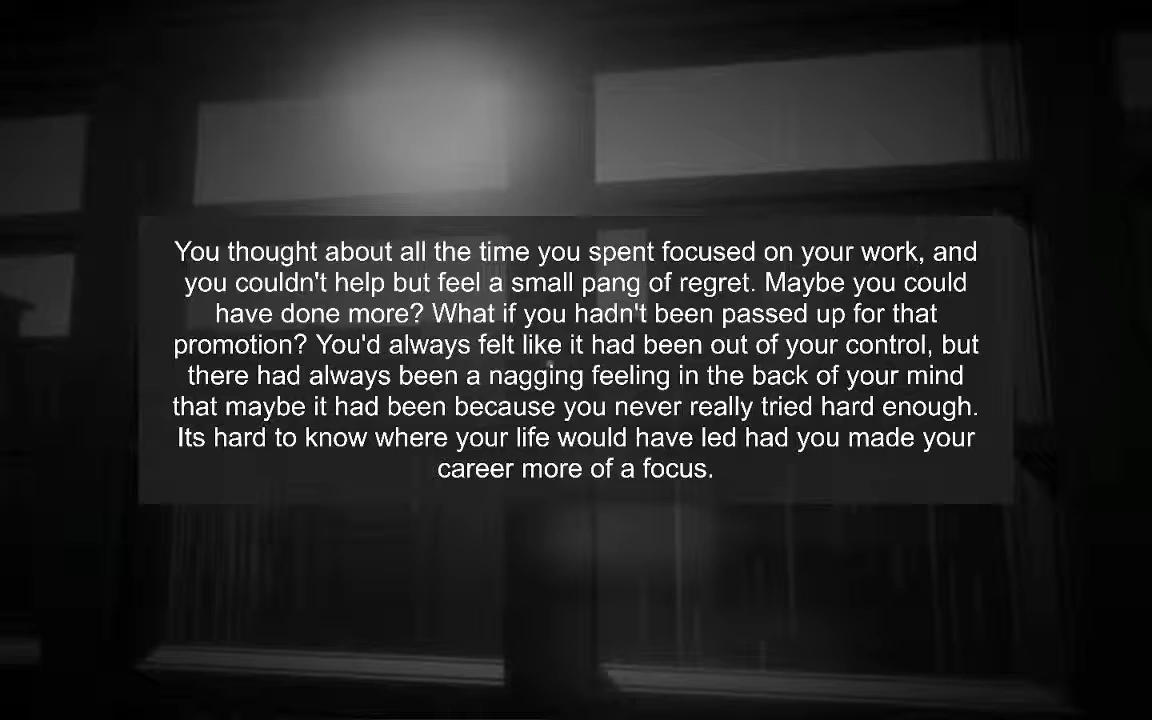 You thought about all the time you spent focused on your work, and
you couldn't help but feel a small pang of regret. Maybe you could
have done more? What if you hadn't been passed up for that
promotion? You'd always felt like it had been out of your control, but
there had always been a nagging feeling in the back of your mind
that maybe it had been because you never really tried hard enough.
Its hard to know where your life would have led had you made your
career more of a focus.